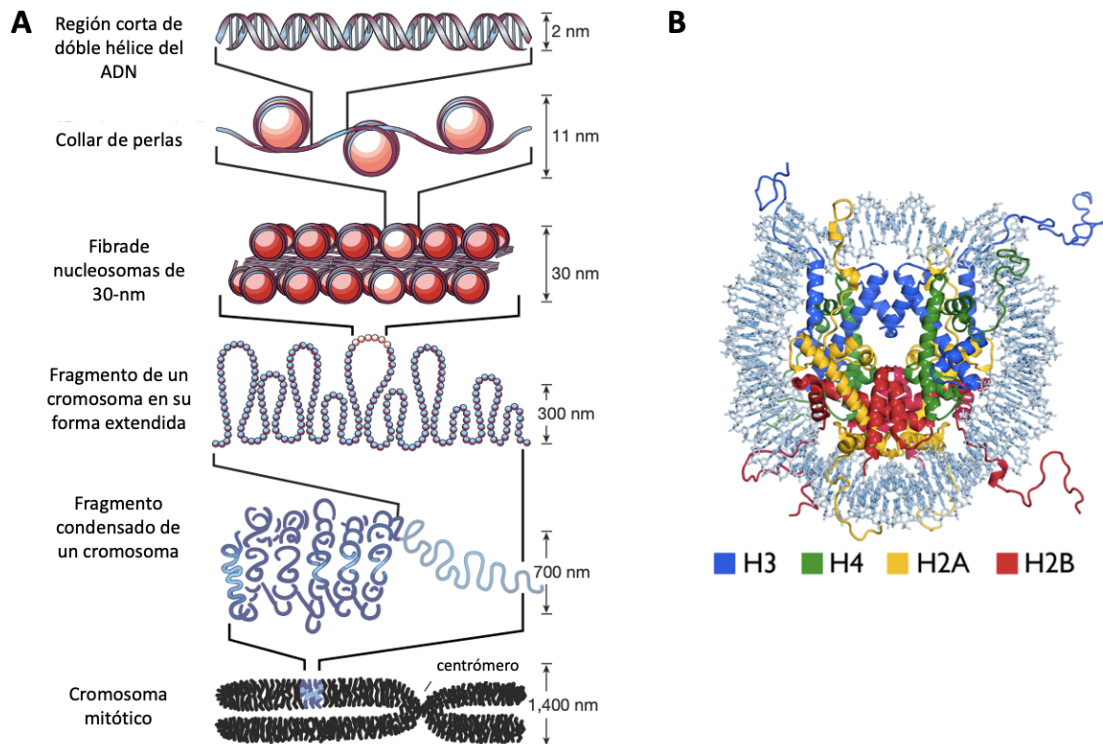 A
Región corta de
dóble hélice del
ADN
2 nm
Collar de perlas
11 nm
Fibrade
nucleosomas de
30-nm
30 nm
Fragmento de un
cromosoma en su
forma extendida
300 nm
Fragmento
condensado de
un cromosoma
700 nm
centrómero
Cromosoma
mitótico
1,400 nm
B
H3 H4 H2A H2B